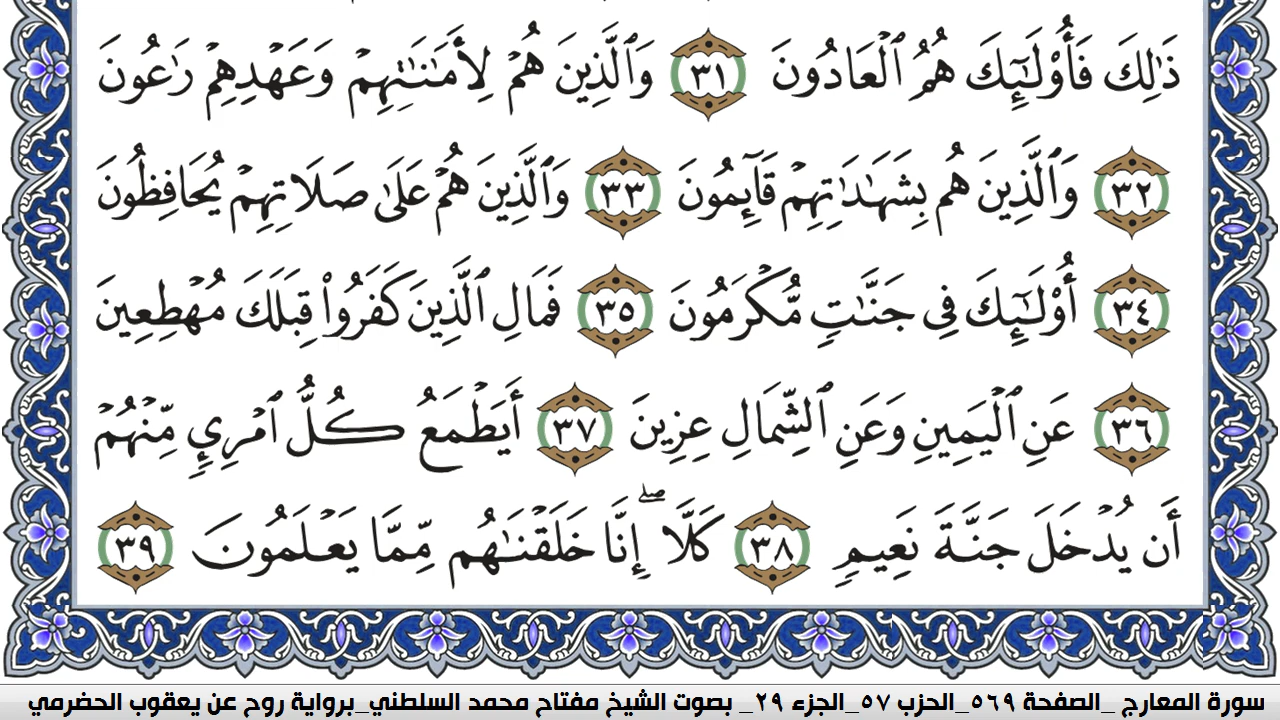 ذَٰلِكَ فَأُوْلَـٰٓئِكَ هُمُ ٱلْعَادُونَ ٣١ وَٱلَّذِينَ هُمْ لِأَمَـٰنَـٰتِهِمْ وَعَهْدِهِمْ رَٰعُونَ
٣٢ وَٱلَّذِينَ هُم بِشَهَـٰدَٰتِهِمْ قَآئِمُونَ ٣٣ وَٱلَّذِينَ هُمْ عَلَىٰ صَلَاتِهِمْ يُحَافِظُونَ
٣٤ أُوْلَـٰٓئِكَ فِى جَنَّـٰتٍ مُّكْرَمُونَ ٣٥ فَمَالِ ٱلَّذِينَ كَفَرُواْ قِبَلَكَ مُهْطِعِينَ
٣٦ عَنِ ٱلْيَمِينِ وَعَنِ ٱلشِّمَالِ عِزِينَ ٣٧ أَيَطْمَعُ كُلُّ ٱمْرِىٍٕ مِّنْهُمْ
أَن يُدْخَلَ جَنَّةَ نَعِيمٍ ٣٨ كَلَّا ۖ إِنَّا خَلَقْنَـٰهُم مِّمَّا يَعْلَمُونَ ٣٩
سورة المعارج _الصفحة ٥٦٩_الحزب ٥٧_الجزء ٢٩_ بصوت الشيخ مفتاح محمد السلطني_برواية روح عن يعقوب الحضرمي